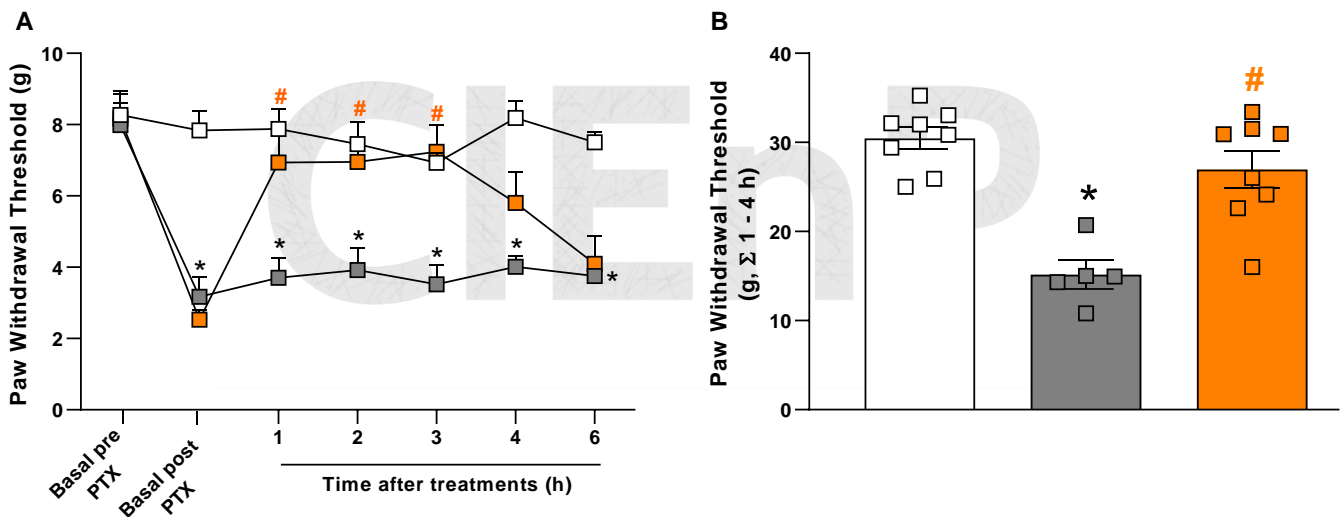 A
Paw Withdrawal Threshold (g)
10
8
6
4
2
0
#
#
#
*
*
*
*
*
*
Basal pre
PTX
Basal post
PTX
1
2
3
4
6
Time after treatments (h)
CIEnP
B
Paw Withdrawal Threshold
(g, Σ 1 - 4 h)
40
30
20
10
0
*
#